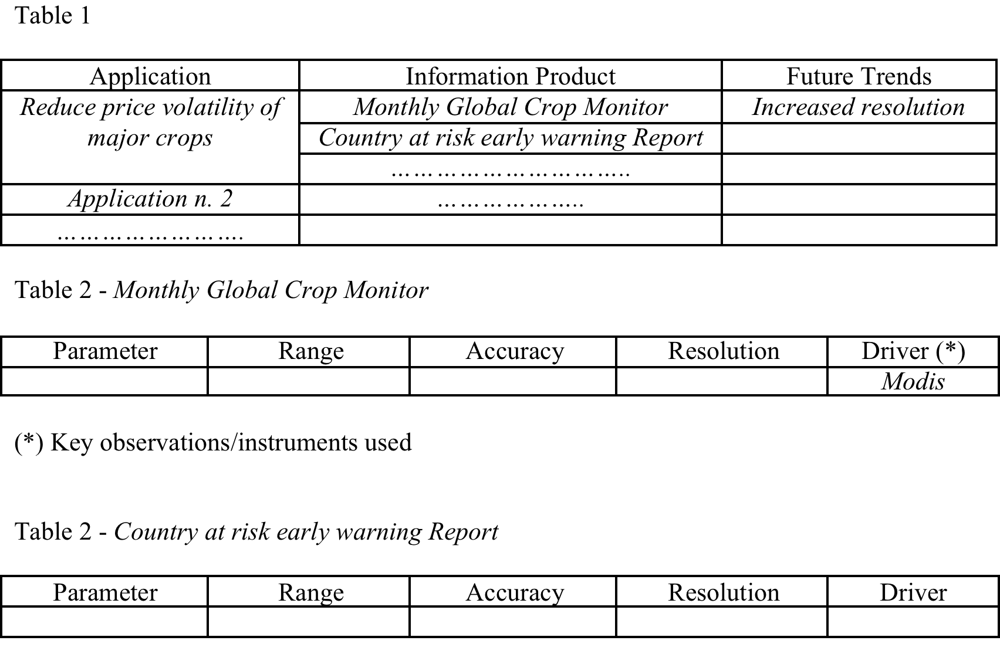 Table 1
Application Information Product Future Trends
Reduce price volatility of Monthly Global Crop Monitor Increased resolution
major crops Country at risk early warning Report
…………………………..
Application n. 2 ………………..
…………………….
Table 2 - Monthly Global Crop Monitor
Parameter Range Accuracy Resolution Driver (*)
Modis
(*) Key observations/instruments used
Table 2 - Country at risk early warning Report
Parameter Range Accuracy Resolution Driver